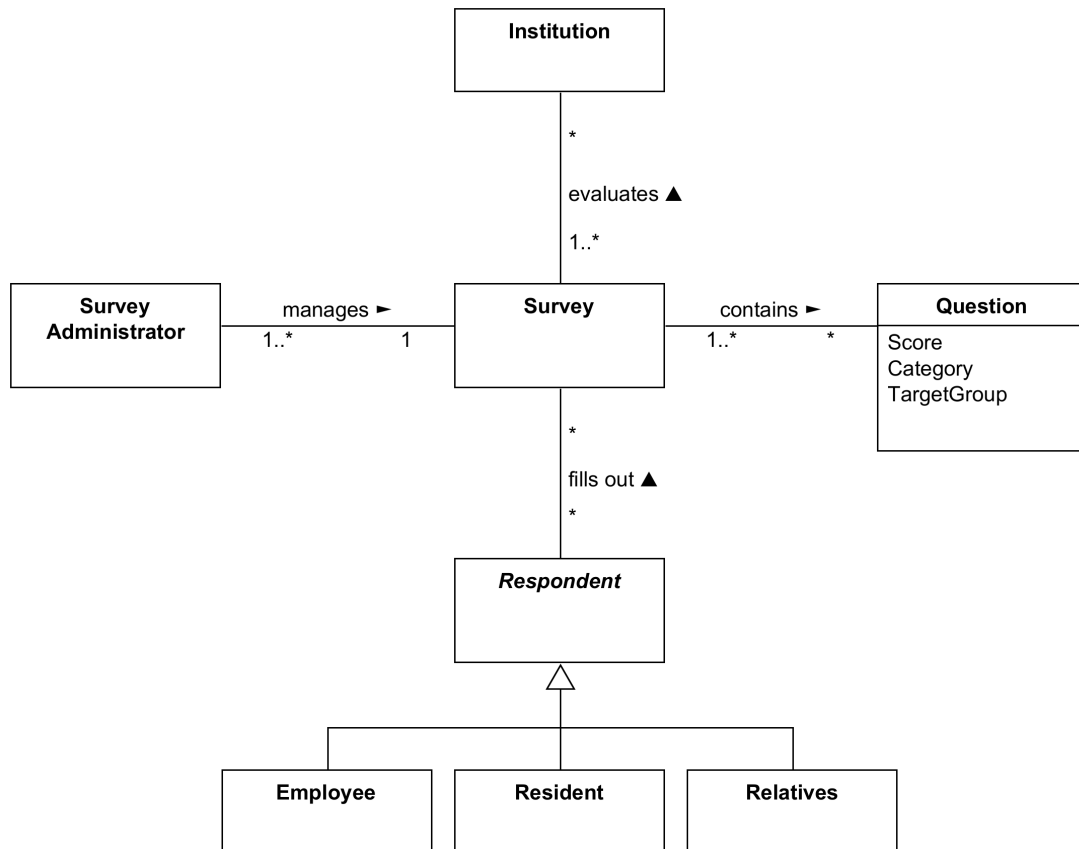 Institution
*
evaluates ▲
1..*
Survey
Administrator
manages ►
1..*
1
Survey
contains ►
1..*
*
Question
Score
Category
TargetGroup
*
fills out ▲
*
Respondent
Employee
Resident
Relatives